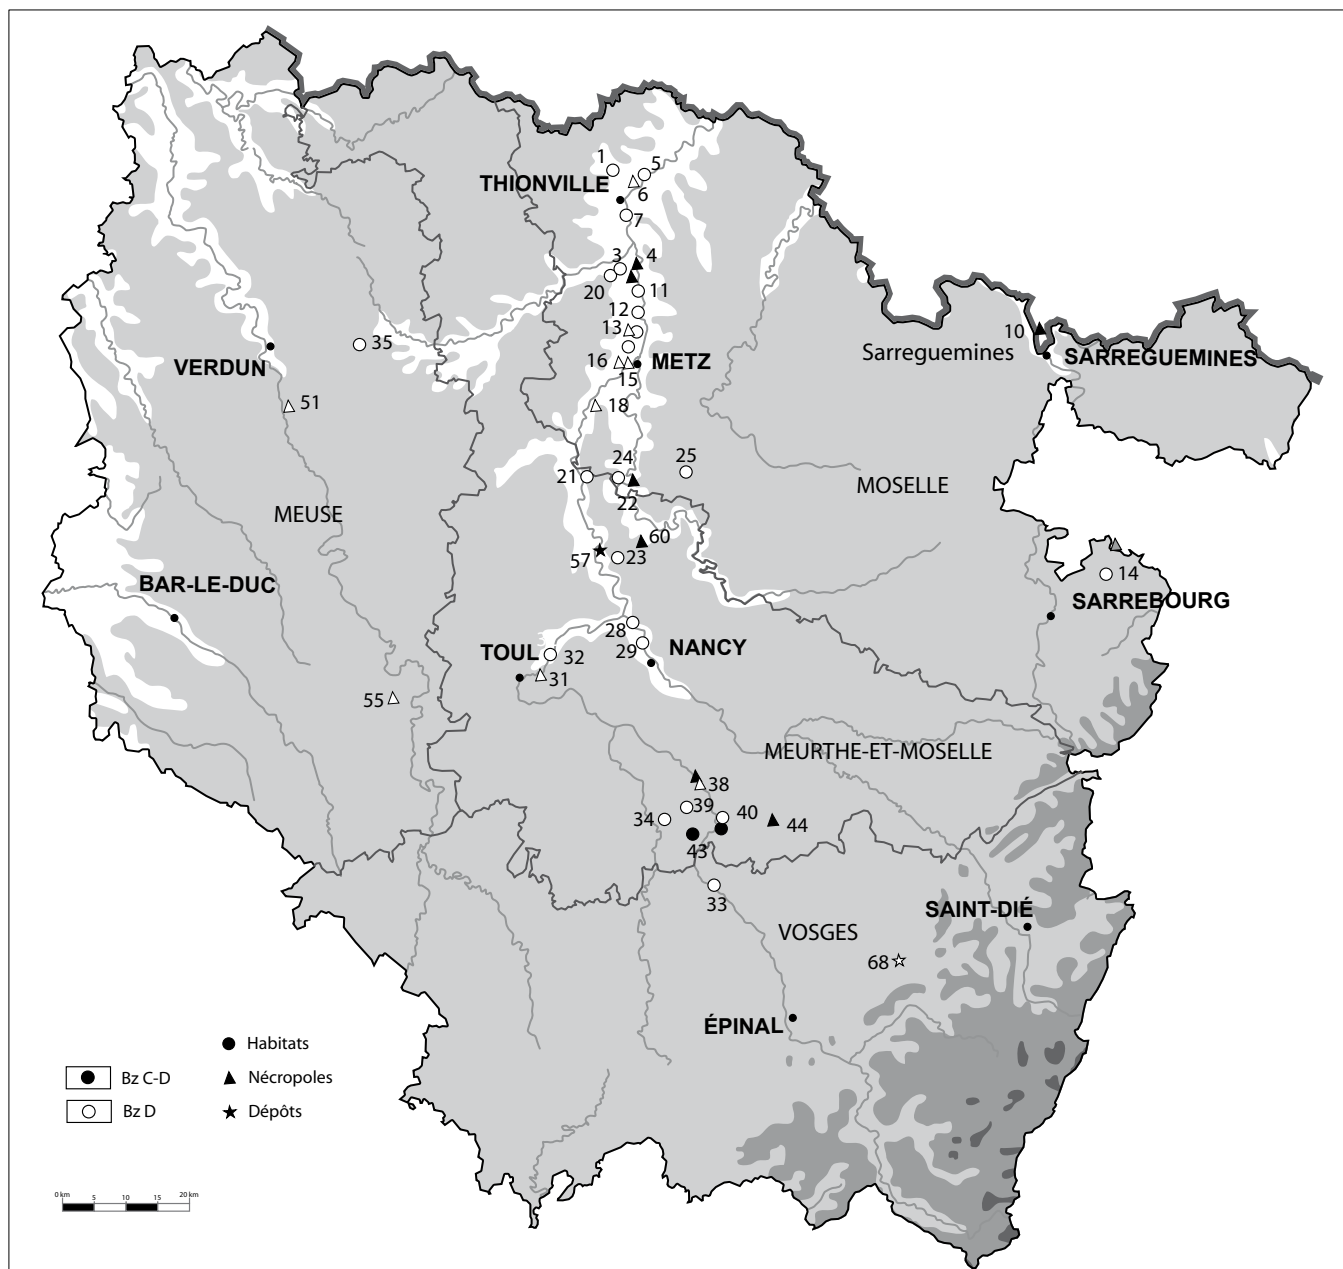 1
5
THIONVILLE
6
7
3
4
20
11
12
13
10
35
Sarreguemines
SARREGUEMINES
VERDUN
16
METZ
15
51
18
25
24
21
MOSELLE
22
MEUSE
60
57
23
14
BAR-LE-DUC
SARREBOURG
28
TOUL
32
29
NANCY
31
55
MEURTHE-ET-MOSELLE
38
39
40
34
44
43
33
SAINT-DIÉ
VOSGES
68
ÉPINAL
Habitats
Bz C-D
Nécropoles
Bz D
Dépôts
0 km 5 10 15 20 km